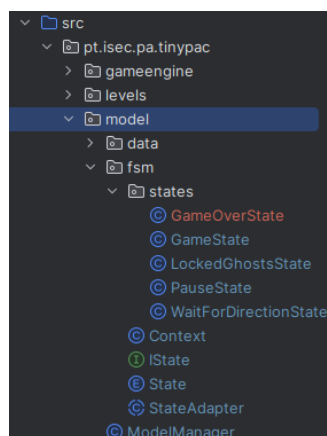 src
pt.isec.pa.tinypac
gameengine
levels
model
data
fsm
states
GameOverState
GameState
LockedGhostsState
PauseState
WaitForDirectionState
Context
IState
State
StateAdapter
ModelManager